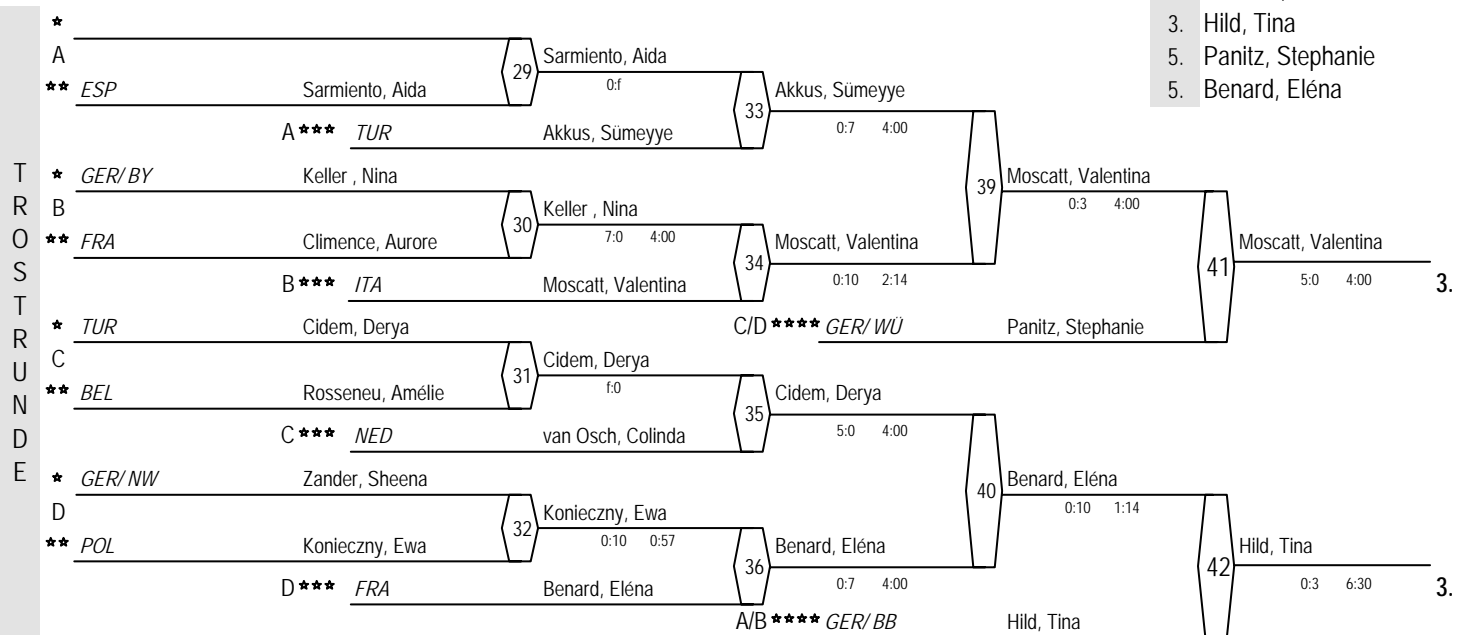 3. Hild, Tina
5. Panitz, Stephanie
5. Benard, Eléna
TROSTRUNDE
*
A
29 Sarmiento, Aida
0:f
** ESP Sarmiento, Aida
33 Akkus, Sümeyye
0:7 4:00
A *** TUR Akkus, Sümeyye
* GER/BY Keller , Nina
39 Moscatt, Valentina
0:3 4:00
B
30 Keller , Nina
7:0 4:00
** FRA Climence, Aurore
34 Moscatt, Valentina
0:10 2:14
41 Moscatt, Valentina
5:0 4:00 3.
B *** ITA Moscatt, Valentina
* TUR Cidem, Derya
C/D **** GER/WÜ Panitz, Stephanie
C
31 Cidem, Derya
f:0
** BEL Rosseneu, Amélie
35 Cidem, Derya
5:0 4:00
C *** NED van Osch, Colinda
* GER/NW Zander, Sheena
40 Benard, Eléna
0:10 1:14
D
32 Konieczny, Ewa
0:10 0:57
** POL Konieczny, Ewa
36 Benard, Eléna
0:7 4:00
42 Hild, Tina
0:3 6:30 3.
D *** FRA Benard, Eléna
A/B **** GER/BB Hild, Tina